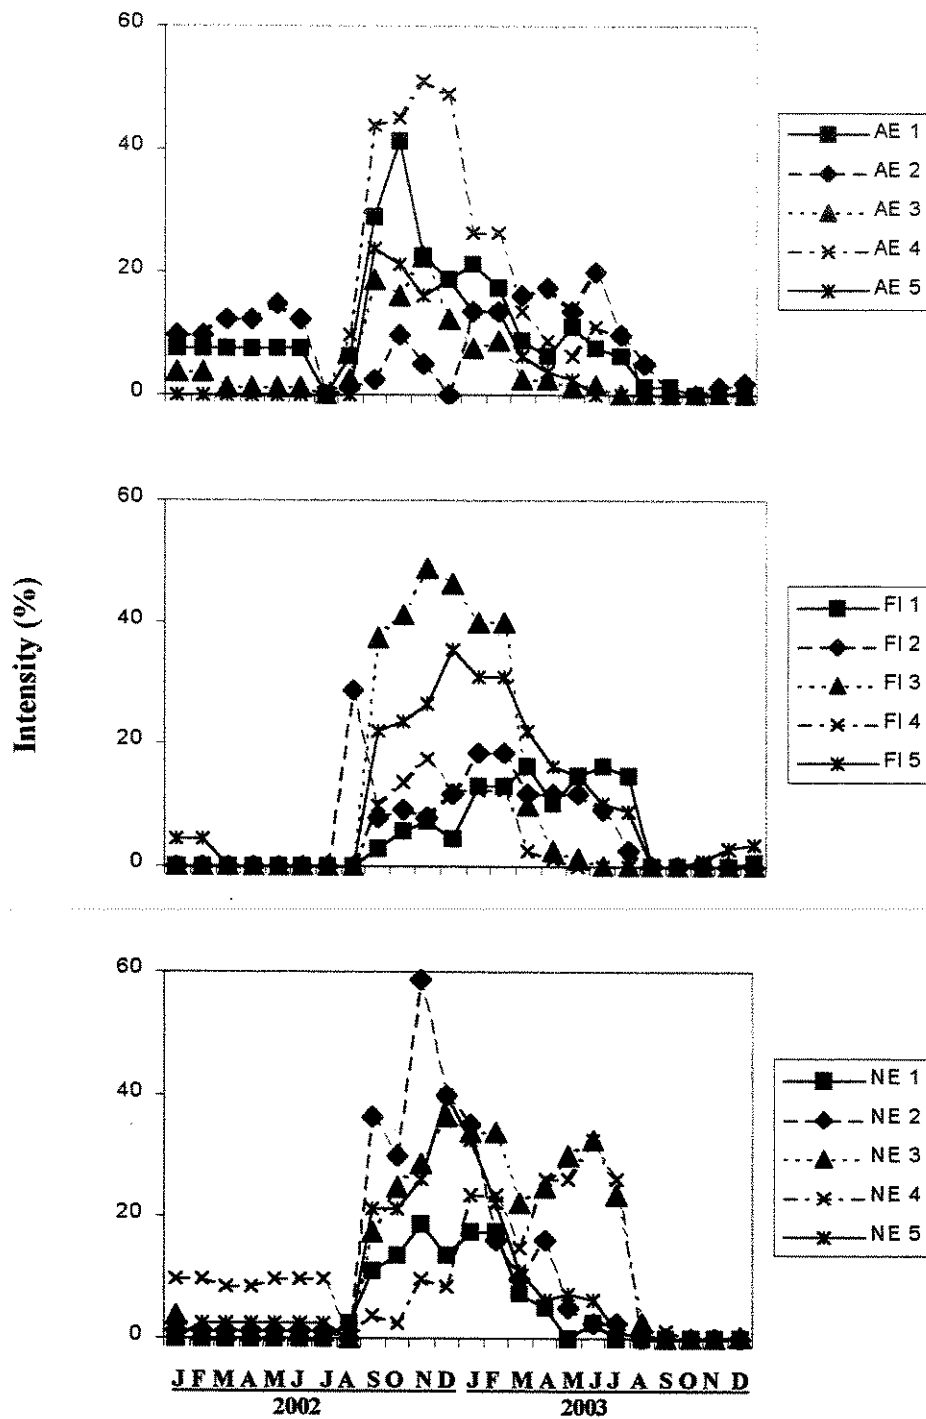 60
40
20
0
AE 1
AE 2
AE 3
AE 4
AE 5
Intensity (%)
60
40
20
0
FI 1
FI 2
FI 3
FI 4
FI 5
60
40
20
0
NE 1
NE 2
NE 3
NE 4
NE 5
J F M A M J J A S O N D J F M A M J J A S O N D
2002 2003